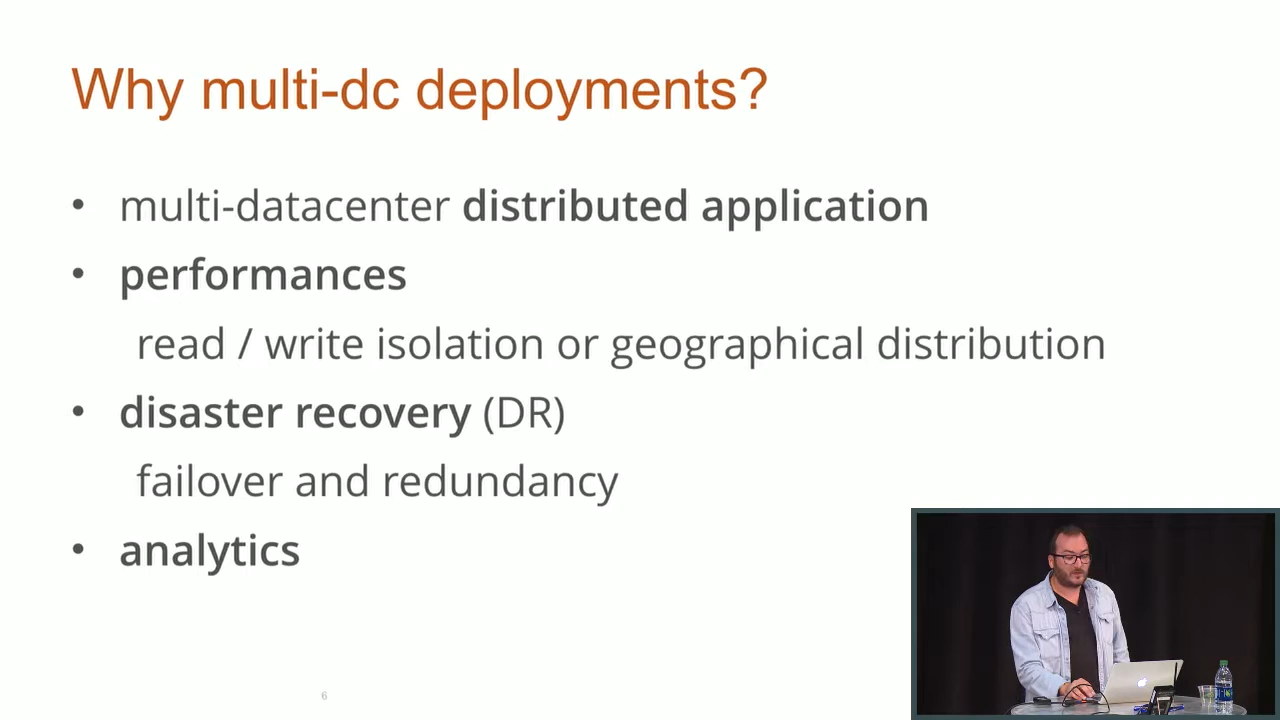 Why multi-dc deployments?
• multi-datacenter distributed application
• performances
read / write isolation or geographical distribution
• disaster recovery (DR)
failover and redundancy
• analytics
6